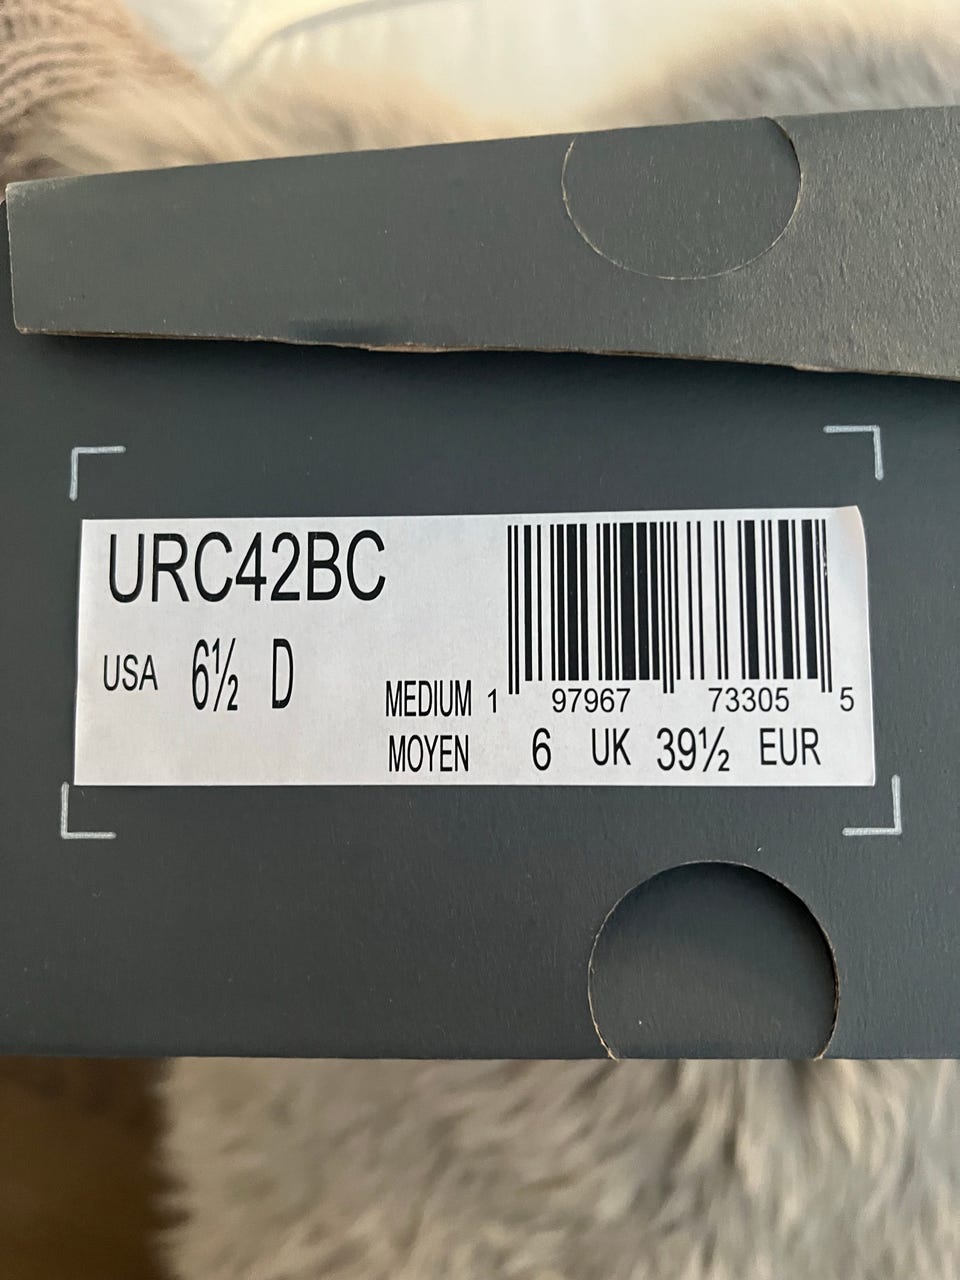 URC42BC
USA 6½ D
MEDIUM 1 97967 73305 5
MOYEN 6 UK 39½ EUR